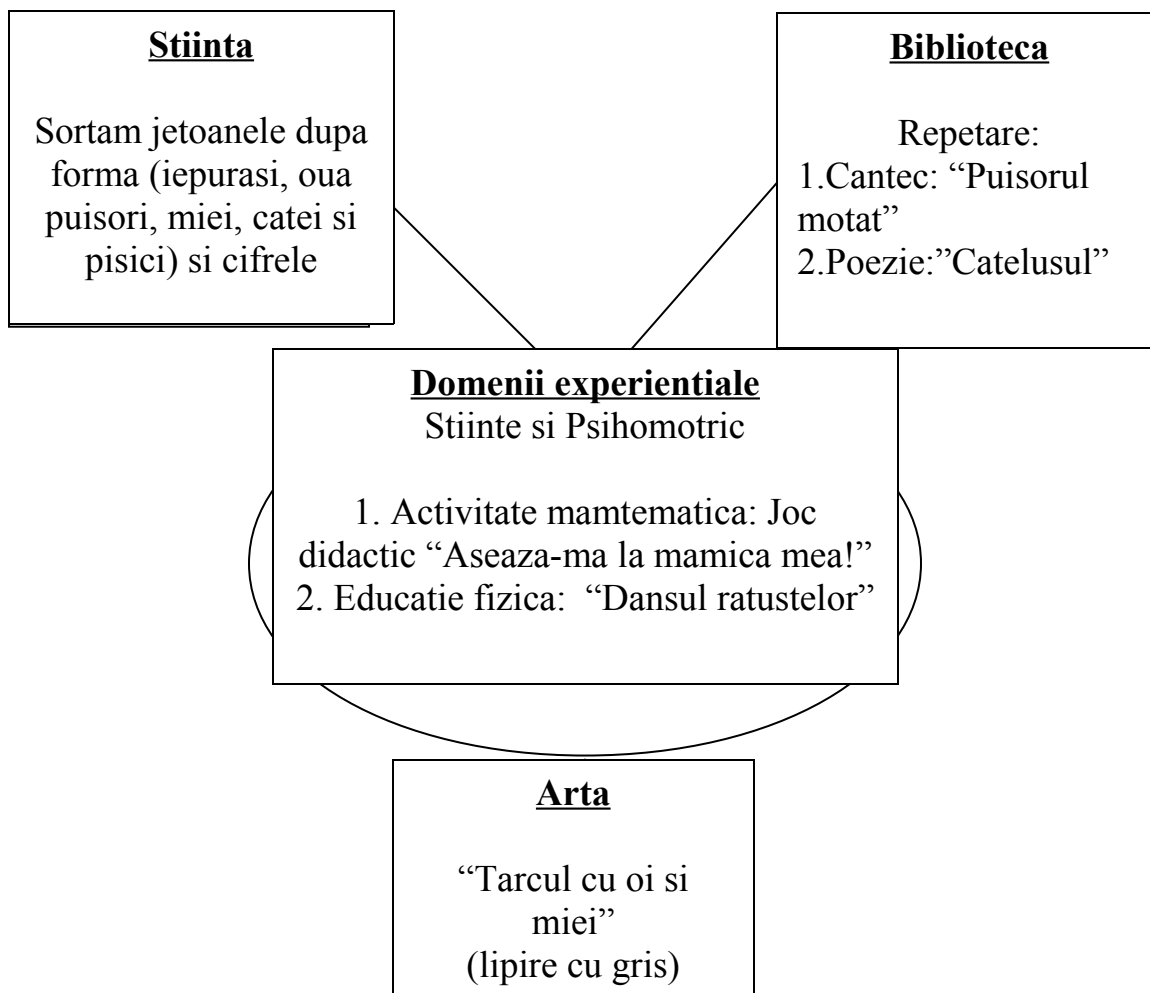 Stiinta
Sortam jetoanele dupa
forma (iepurasi, oua
puisori, miei, catei si
pisici) si cifrele
Biblioteca
Repetare:
1.Cantec: “Puisorul
motat”
2.Poezie:”Catelusul”
Domenii experientiale
Stiinte si Psihomotric
1. Activitate mamtematica: Joc
didactic “Aseaza-ma la mamica mea!”
2. Educatie fizica: “Dansul ratustelor”
Arta
“Tarcul cu oi si
miei”
(lipire cu gris)